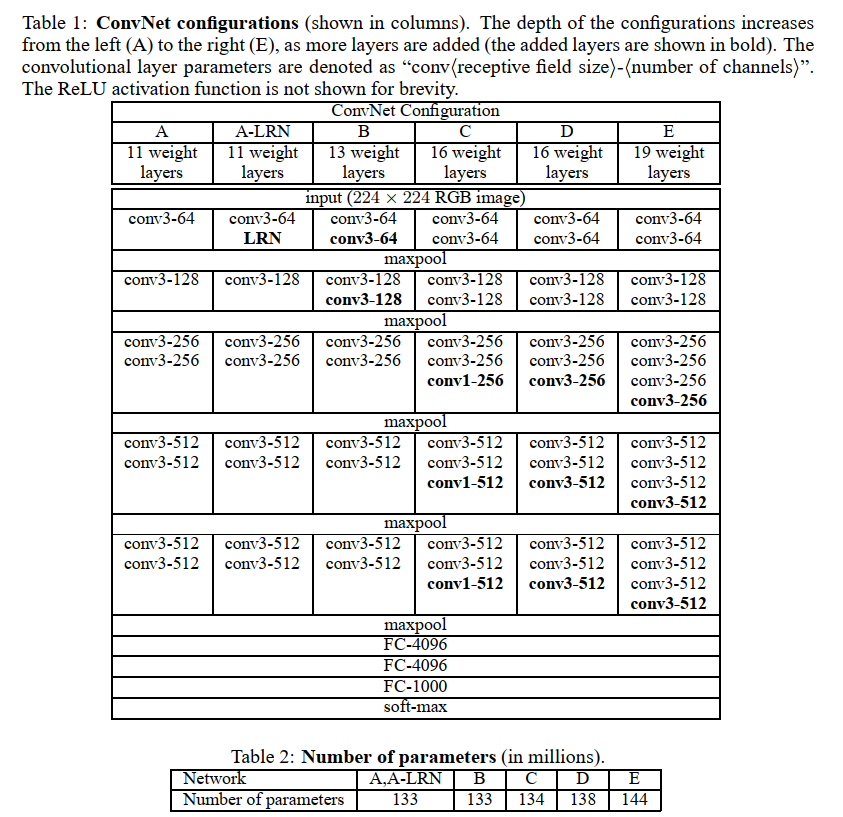 Table 1: ConvNet configurations (shown in columns). The depth of the configurations increases
from the left (A) to the right (E), as more layers are added (the added layers are shown in bold). The
convolutional layer parameters are denoted as “conv⟨receptive field size⟩-⟨number of channels⟩”.
The ReLU activation function is not shown for brevity.
ConvNet Configuration
A A-LRN B C D E
11 weight 11 weight 13 weight 16 weight 16 weight 19 weight
layers layers layers layers layers layers
input (224 × 224 RGB image)
conv3-64 conv3-64 conv3-64 conv3-64 conv3-64 conv3-64
LRN conv3-64 conv3-64 conv3-64 conv3-64
maxpool
conv3-128 conv3-128 conv3-128 conv3-128 conv3-128 conv3-128
conv3-128 conv3-128 conv3-128 conv3-128
maxpool
conv3-256 conv3-256 conv3-256 conv3-256 conv3-256 conv3-256
conv3-256 conv3-256 conv3-256 conv3-256 conv3-256 conv3-256
conv1-256 conv3-256 conv3-256
conv3-256
maxpool
conv3-512 conv3-512 conv3-512 conv3-512 conv3-512 conv3-512
conv3-512 conv3-512 conv3-512 conv3-512 conv3-512 conv3-512
conv1-512 conv3-512 conv3-512
conv3-512
maxpool
conv3-512 conv3-512 conv3-512 conv3-512 conv3-512 conv3-512
conv3-512 conv3-512 conv3-512 conv3-512 conv3-512 conv3-512
conv1-512 conv3-512 conv3-512
conv3-512
maxpool
FC-4096
FC-4096
FC-1000
soft-max
Table 2: Number of parameters (in millions).
Network A,A-LRN B C D E
Number of parameters 133 133 134 138 144